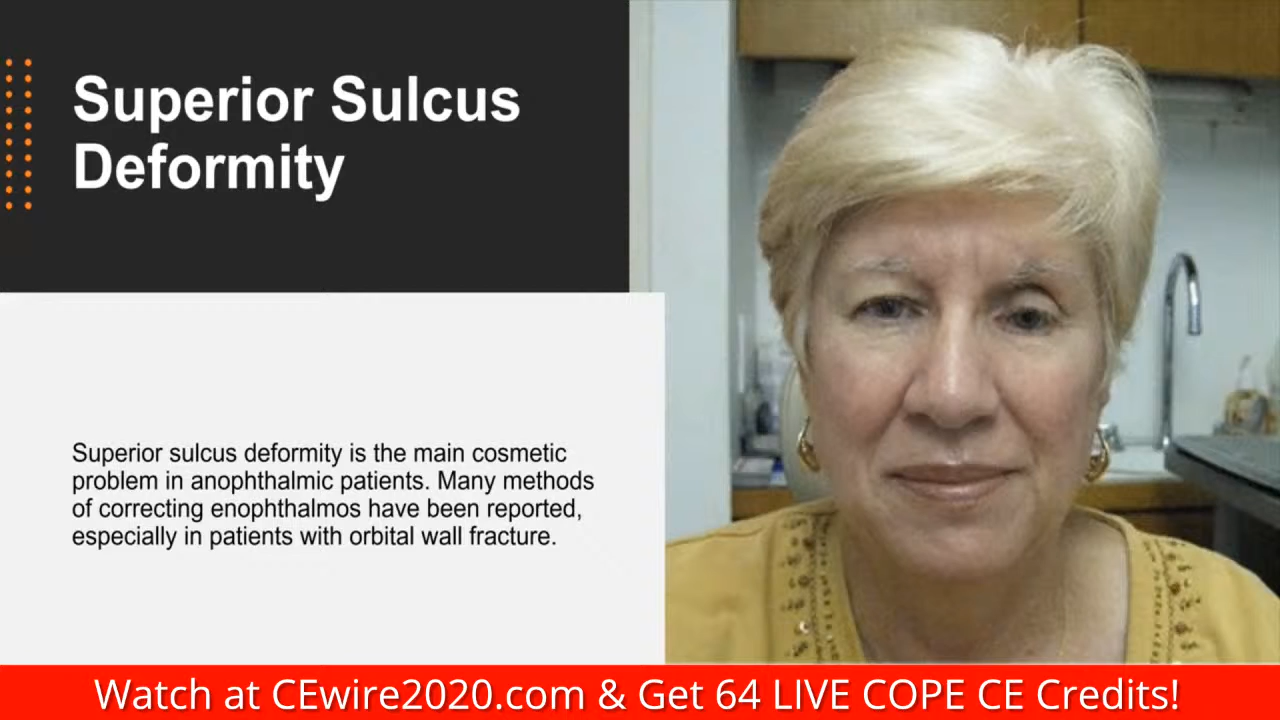 Superior Sulcus
Deformity
Superior sulcus deformity is the main cosmetic
problem in anophthalmic patients. Many methods
of correcting enophthalmos have been reported,
especially in patients with orbital wall fracture.
Watch at CEwire2020.com & Get 64 LIVE COPE CE Credits!